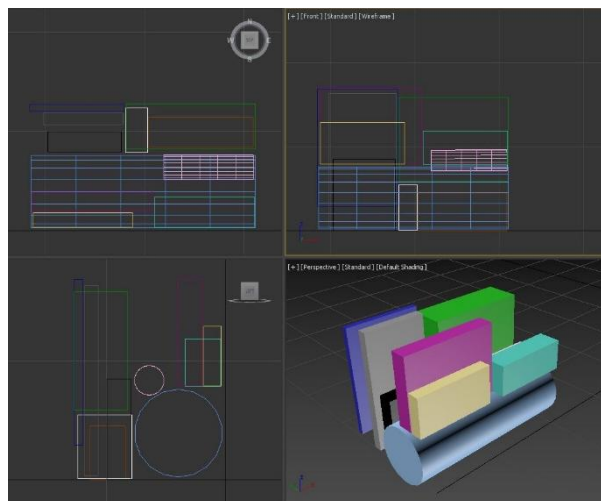 N
W E
[+] [Front] [Standard] [Wireframe]
[+] [Perspective] [Standard] [Default Shading]